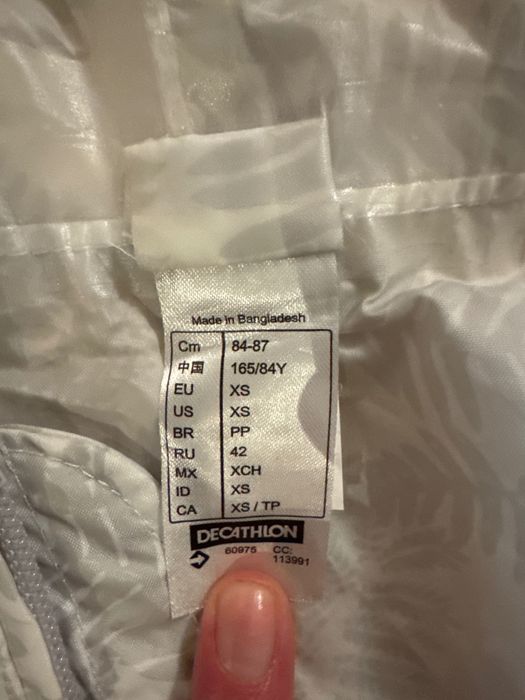 Made in Bangladesh
Cm 84-87
中国 165/84Y
EU XS
US XS
BR PP
RU 42
MX XCH
ID XS
CA XS / TP
DECATHLON
60975 CC:
113991